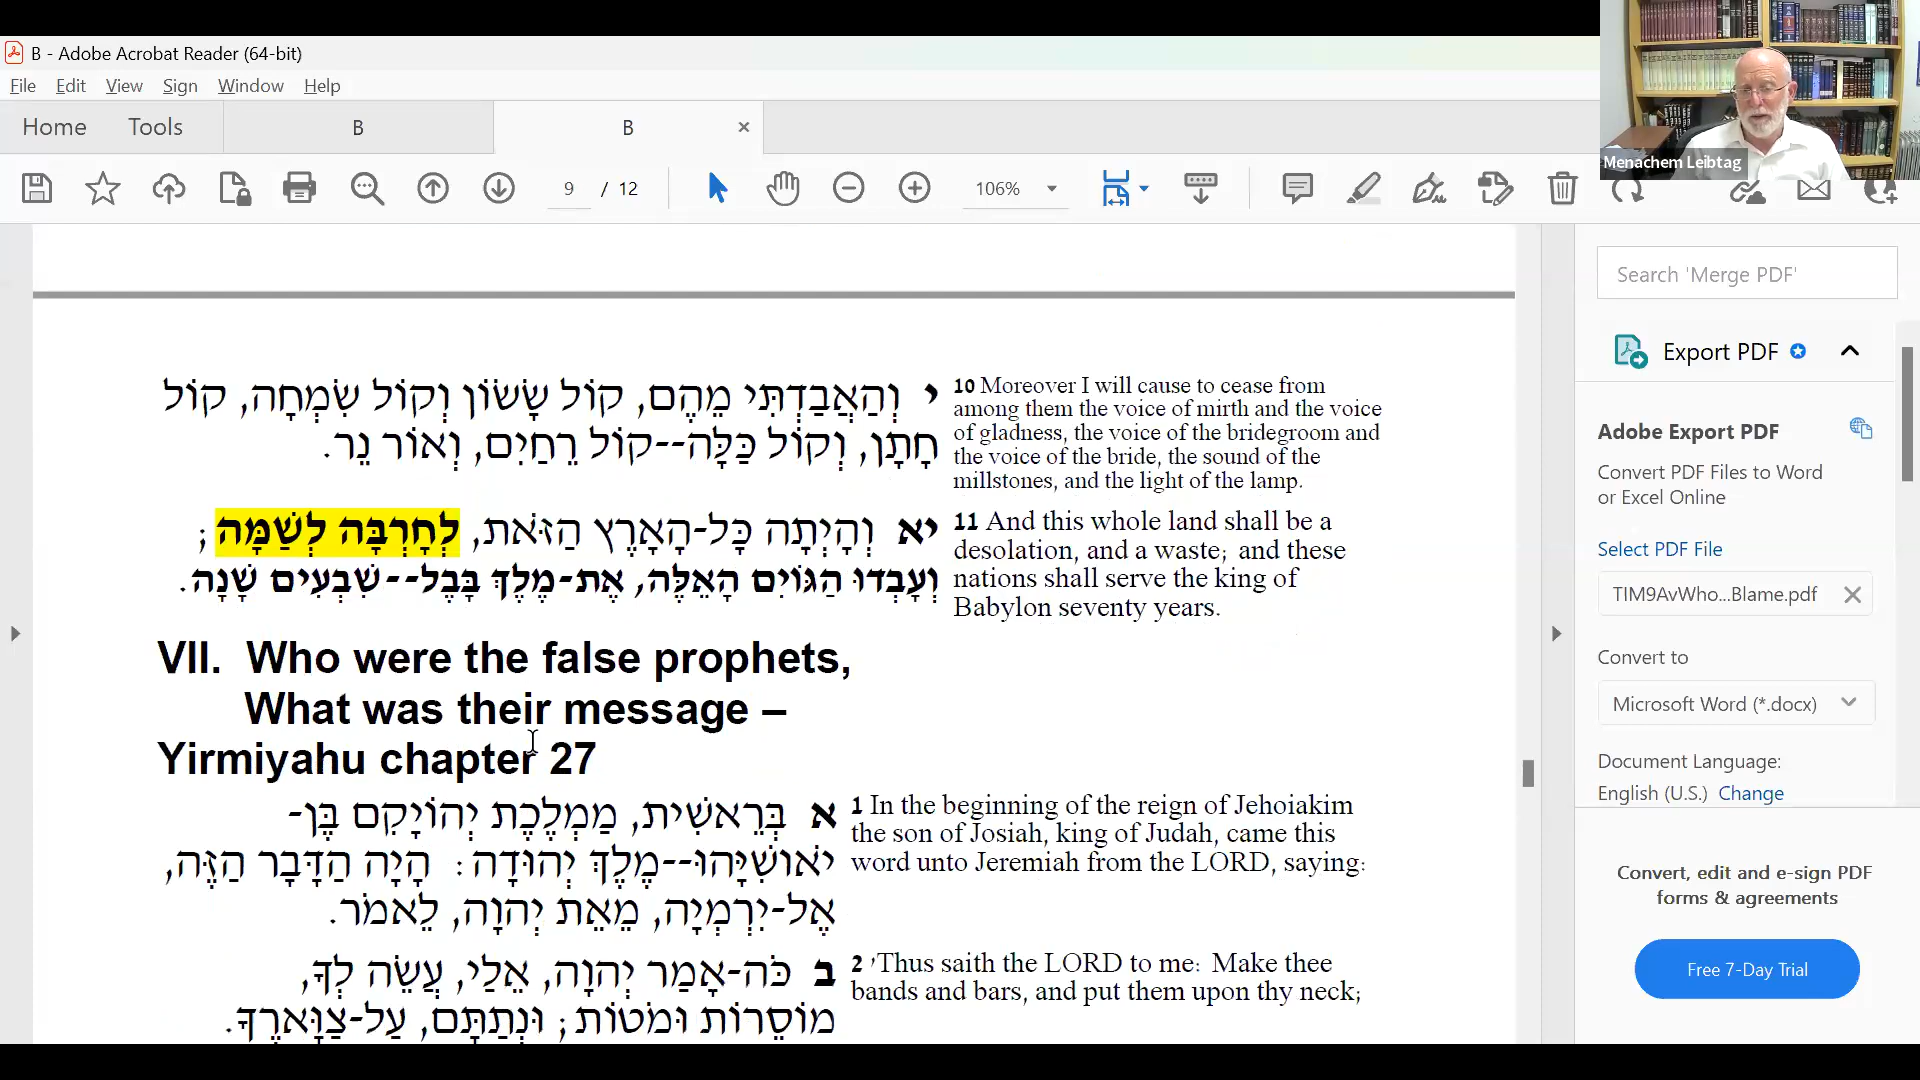 B - Adobe Acrobat Reader (64-bit)
File Edit View Sign Window Help
Home Tools B B ×
9 / 12 106%
Menachem Leibtag
י וְהַאֲבַדְתִּי מֵהֶם, קוֹל שָׂשׂוֹן וְקוֹל שִׂמְחָה, קוֹל
חָתָן, וְקוֹל כַּלָּה--קוֹל רֵחַיִם, וְאוֹר נֵר.
10 Moreover I will cause to cease from
among them the voice of mirth and the voice
of gladness, the voice of the bridegroom and
the voice of the bride, the sound of the
millstones, and the light of the lamp.
יא וְהָיְתָה כָּל-הָאָרֶץ הַזֹּאת, לְחָרְבָּה לְשַׁמָּה;
וְעָבְדוּ הַגּוֹיִם הָאֵלֶּה, אֶת-מֶלֶךְ בָּבֶל--שִׁבְעִים שָׁנָה.
11 And this whole land shall be a
desolation, and a waste; and these
nations shall serve the king of
Babylon seventy years.
VII. Who were the false prophets,
What was their message –
Yirmiyahu chapter 27
א בְּרֵאשִׁית, מַמְלֶכֶת יְהוֹיָקִם בֶּן-
יֹאושִׁיָּהוּ--מֶלֶךְ יְהוּדָה: הָיָה הַדָּבָר הַזֶּה,
אֶל-יִרְמְיָה, מֵאֵת יְהוָה, לֵאמֹר.
1 In the beginning of the reign of Jehoiakim
the son of Josiah, king of Judah, came this
word unto Jeremiah from the LORD, saying:
ב כֹּה-אָמַר יְהוָה, אֵלַי, עֲשֵׂה לְךָ,
מוֹסֵרוֹת וּמֹטוֹת; וּנְתַתָּם, עַל-צַוָּארֶךָ.
2 'Thus saith the LORD to me: Make thee
bands and bars, and put them upon thy neck;
Search 'Merge PDF'
Export PDF
Adobe Export PDF
Convert PDF Files to Word
or Excel Online
Select PDF File
TIM9AvWho...Blame.pdf
Convert to
Microsoft Word (*.docx)
Document Language:
English (U.S.) Change
Convert, edit and e-sign PDF
forms & agreements
Free 7-Day Trial